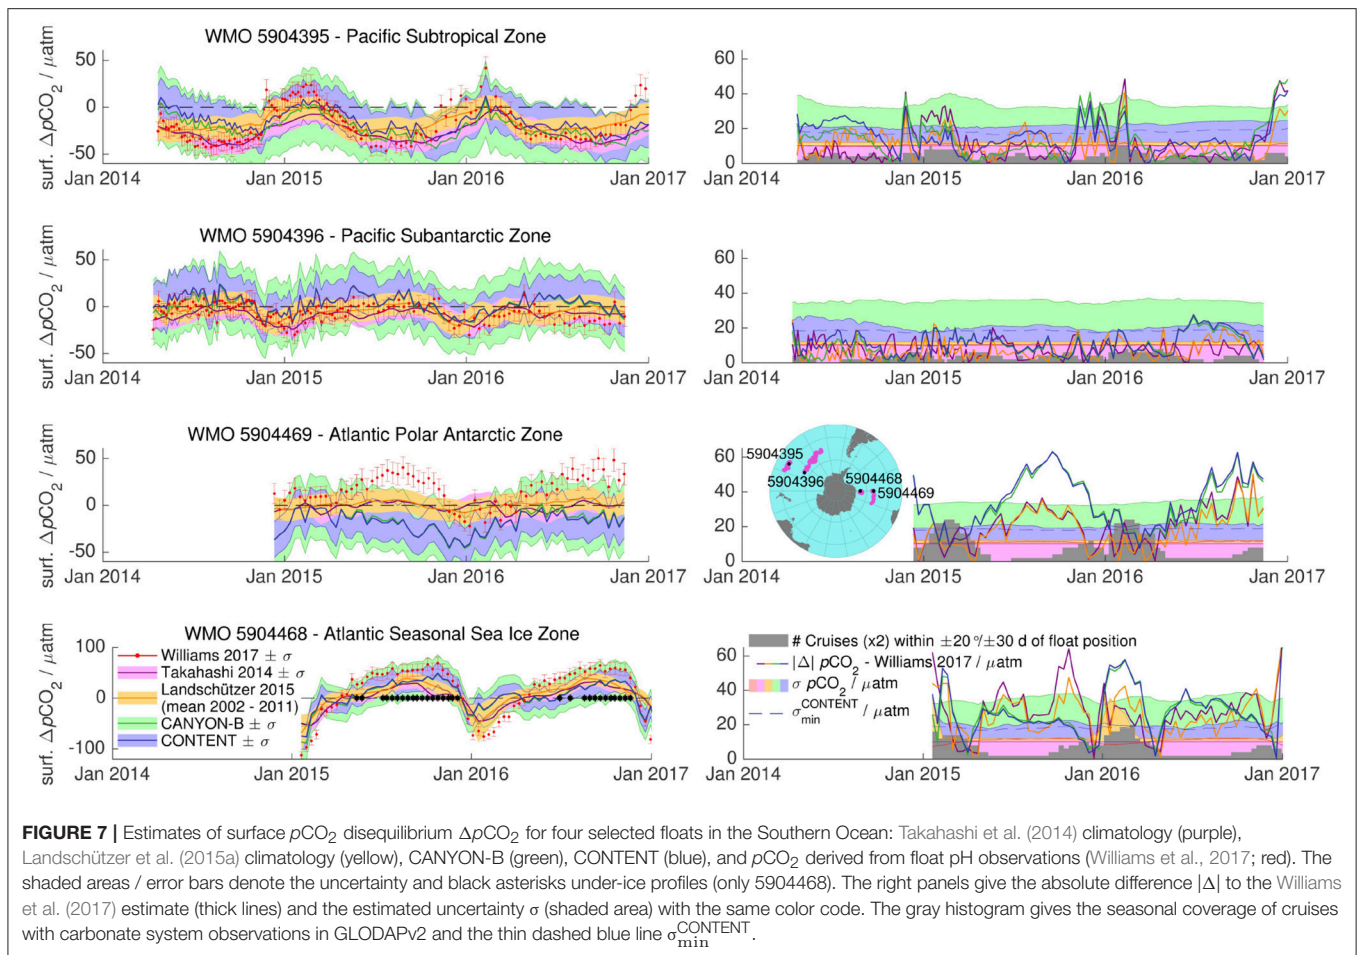 WMO 5904395 - Pacific Subtropical Zone
surf. ΔpCO2 / μatm
50
0
-50
Jan 2014 Jan 2015 Jan 2016 Jan 2017
60
40
20
0
Jan 2014 Jan 2015 Jan 2016 Jan 2017
WMO 5904396 - Pacific Subantarctic Zone
surf. ΔpCO2 / μatm
50
0
-50
Jan 2014 Jan 2015 Jan 2016 Jan 2017
60
40
20
0
Jan 2014 Jan 2015 Jan 2016 Jan 2017
WMO 5904469 - Atlantic Polar Antarctic Zone
surf. ΔpCO2 / μatm
50
0
-50
Jan 2014 Jan 2015 Jan 2016 Jan 2017
60
40
20
0
5904395
5904396
5904468
5904469
Jan 2014 Jan 2015 Jan 2016 Jan 2017
WMO 5904468 - Atlantic Seasonal Sea Ice Zone
surf. ΔpCO2 / μatm
100
0
-100
Williams 2017 ± σ
Takahashi 2014 ± σ
Landschützer 2015
(mean 2002 - 2011)
CANYON-B ± σ
CONTENT ± σ
Jan 2014 Jan 2015 Jan 2016 Jan 2017
60
40
20
0
# Cruises (x2) within ±20 °/±30 d of float position
|Δ| pCO2 - Williams 2017 / μatm
σ pCO2 / μatm
σ_min^CONTENT / μatm
Jan 2014 Jan 2015 Jan 2016 Jan 2017
FIGURE 7 | Estimates of surface pCO2 disequilibrium ΔpCO2 for four selected floats in the Southern Ocean: Takahashi et al. (2014) climatology (purple),
Landschützer et al. (2015a) climatology (yellow), CANYON-B (green), CONTENT (blue), and pCO2 derived from float pH observations (Williams et al., 2017; red). The
shaded areas / error bars denote the uncertainty and black asterisks under-ice profiles (only 5904468). The right panels give the absolute difference |Δ| to the Williams
et al. (2017) estimate (thick lines) and the estimated uncertainty σ (shaded area) with the same color code. The gray histogram gives the seasonal coverage of cruises
with carbonate system observations in GLODAPv2 and the thin dashed blue line σ_min^CONTENT.